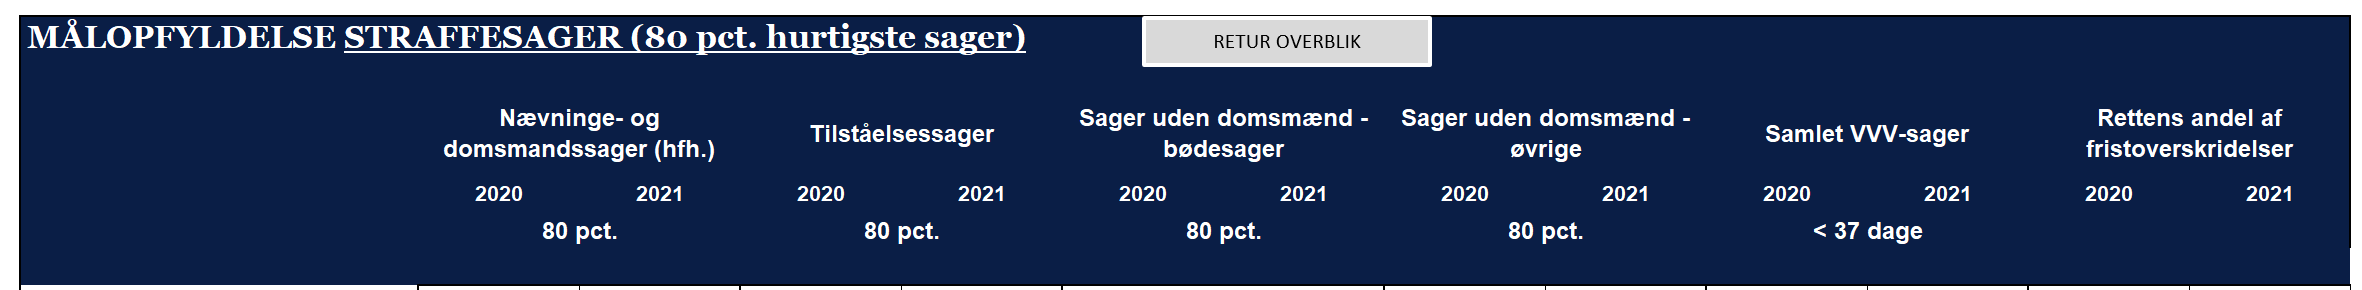 MÅLOPFYLDELSE STRAFFESAGER (80 pct. hurtigste sager)
RETUR OVERBLIK
Nævninge- og
domsmandssager (hfh.)
Tilståelsessager
Sager uden domsmænd -
bødesager
Sager uden domsmænd -
øvrige
Samlet VVV-sager
Rettens andel af
fristoverskridelser
2020 2021 2020 2021 2020 2021 2020 2021 2020 2021 2020 2021
80 pct. 80 pct. 80 pct. 80 pct. < 37 dage